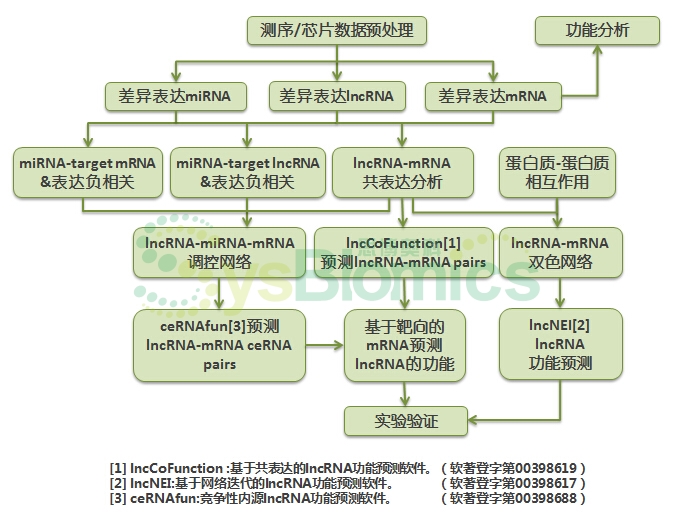 测序/芯片数据预处理
功能分析
差异表达miRNA
差异表达lncRNA
差异表达mRNA
miRNA-target mRNA
&表达负相关
miRNA-target lncRNA
&表达负相关
lncRNA-mRNA
共表达分析
蛋白质-蛋白质
相互作用
lncRNA-miRNA-mRNA
调控网络
lncCoFunction[1]
预测lncRNA-mRNA pairs
lncRNA-mRNA
双色网络
SysBiomics
ceRNAfun[3]预测
lncRNA-mRNA ceRNA
pairs
基于靶向的
mRNA预测
lncRNA的功能
lncNEI[2]
lncRNA
功能预测
实验验证
[1] lncCoFunction :基于共表达的lncRNA功能预测软件。（软著登字第00398619）
[2] lncNEI:基于网络迭代的lncRNA功能预测软件。 （软著登字第00398617）
[3] ceRNAfun:竞争性内源lncRNA功能预测软件。 （软著登字第00398688）